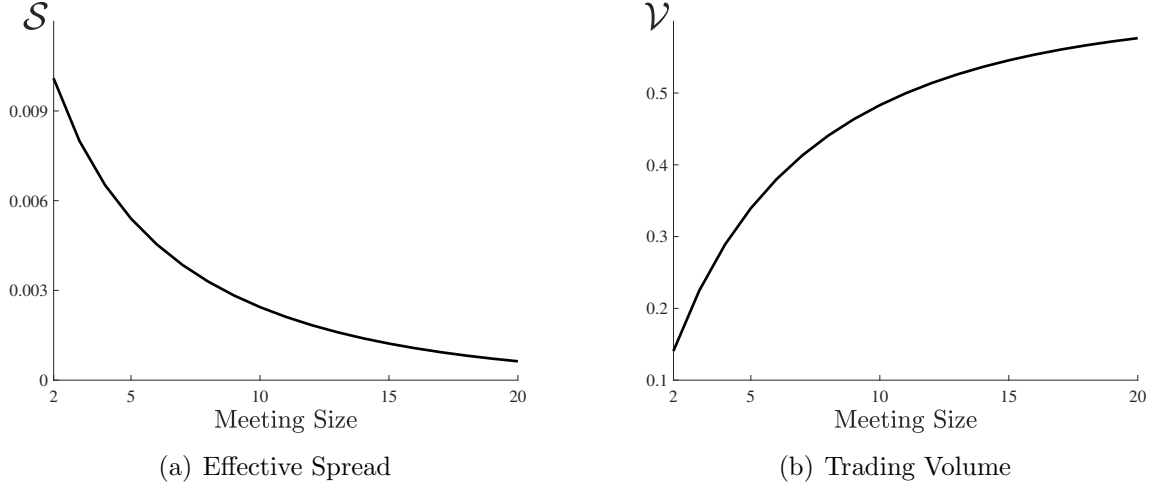 𝒮
0.009
0.006
0.003
0
2 5 10 15 20
Meeting Size
(a) Effective Spread
𝒱
0.5
0.4
0.3
0.2
0.1
2 5 10 15 20
Meeting Size
(b) Trading Volume